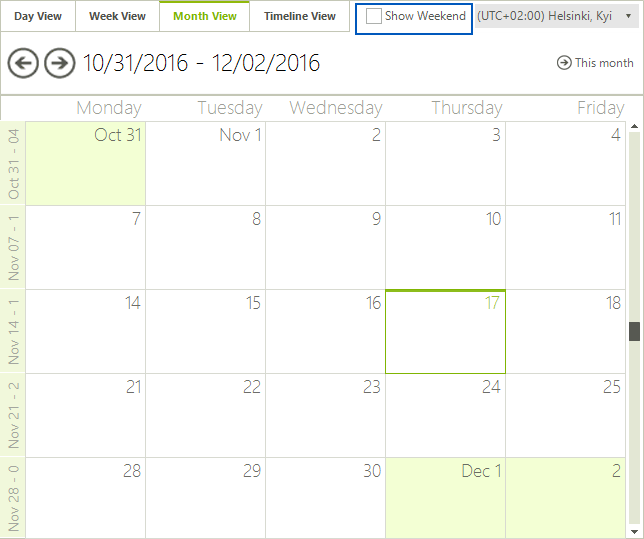 Day View Week View Month View Timeline View Show Weekend (UTC+02:00) Helsinki, Kyi
10/31/2016 - 12/02/2016 This month
Monday Tuesday Wednesday Thursday Friday
Oct 31 - 04 Oct 31 Nov 1 2 3 4
Nov 07 - 1 7 8 9 10 11
Nov 14 - 1 14 15 16 17 18
Nov 21 - 2 21 22 23 24 25
Nov 28 - 0 28 29 30 Dec 1 2